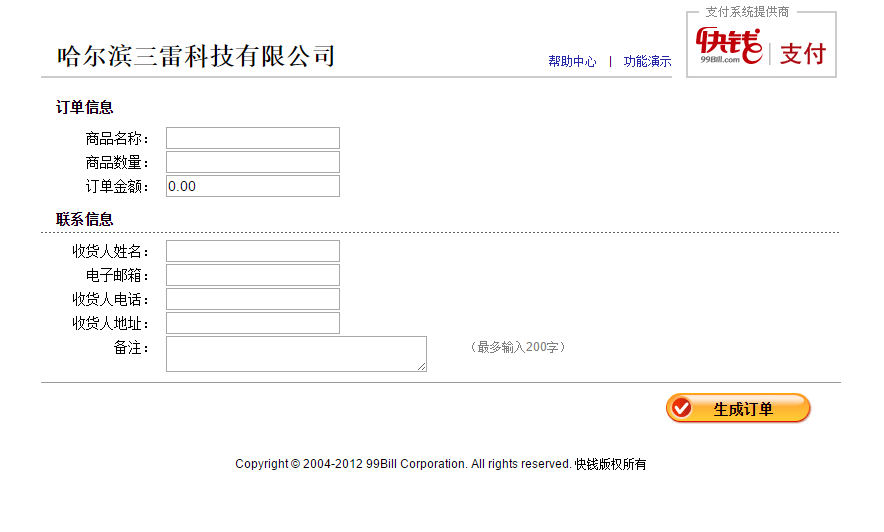 支付系统提供商
快钱
99Bill.com
支付
哈尔滨三雷科技有限公司
帮助中心 | 功能演示
订单信息
商品名称：
商品数量：
订单金额： 0.00
联系信息
收货人姓名：
电子邮箱：
收货人电话：
收货人地址：
备注： （最多输入200字）
生成订单
Copyright © 2004-2012 99Bill Corporation. All rights reserved. 快钱版权所有